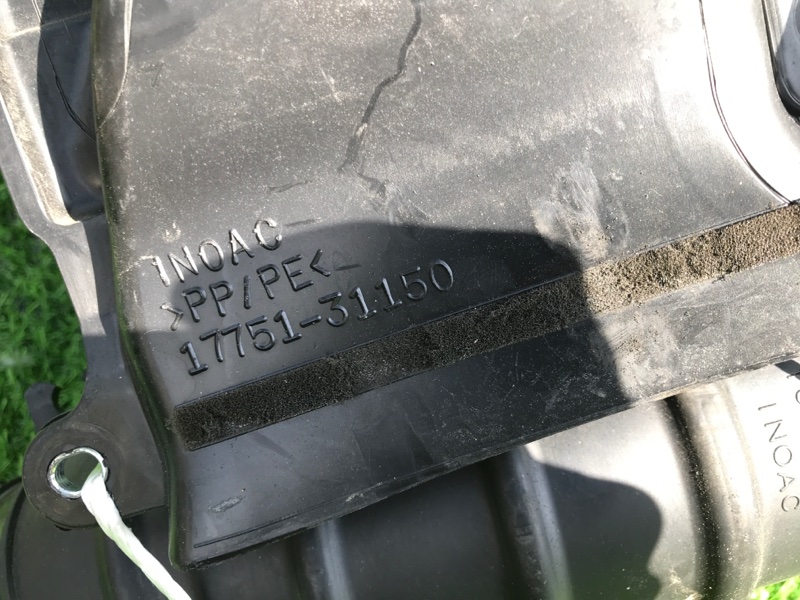 INOAC
>PP/PE<
17751-31150
INOAC